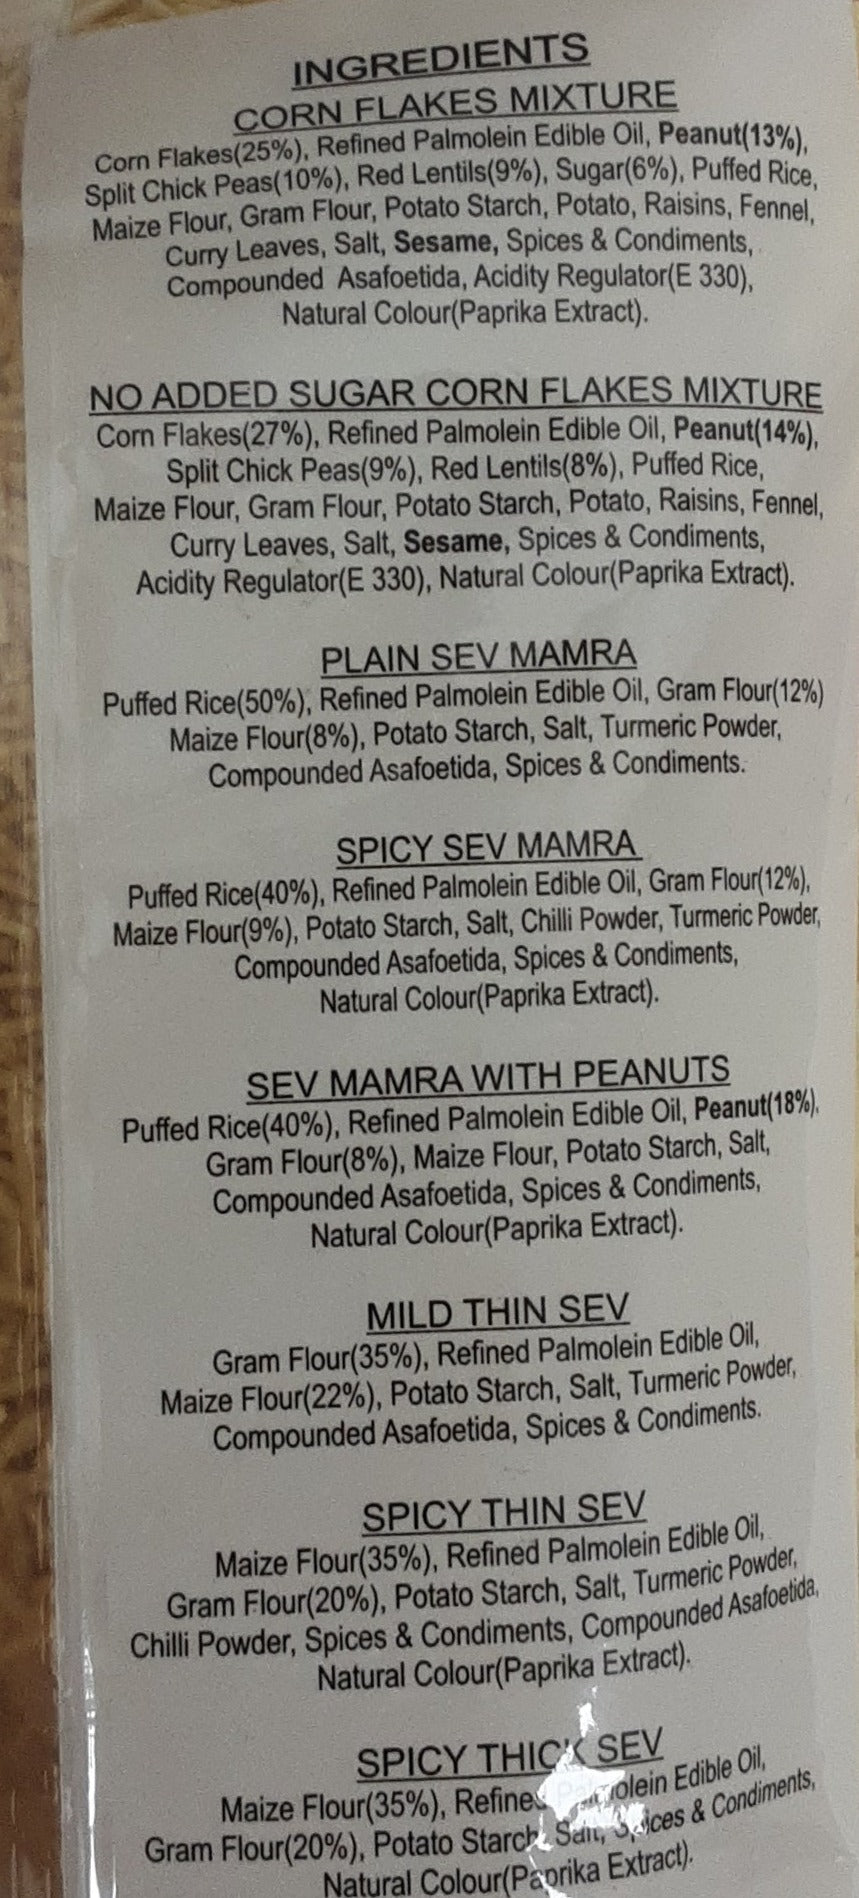 INGREDIENTS
CORN FLAKES MIXTURE
Corn Flakes(25%), Refined Palmolein Edible Oil, Peanut(13%),
Split Chick Peas(10%), Red Lentils(9%), Sugar(6%), Puffed Rice,
Maize Flour, Gram Flour, Potato Starch, Potato, Raisins, Fennel,
Curry Leaves, Salt, Sesame, Spices & Condiments,
Compounded Asafoetida, Acidity Regulator(E 330),
Natural Colour(Paprika Extract).
NO ADDED SUGAR CORN FLAKES MIXTURE
Corn Flakes(27%), Refined Palmolein Edible Oil, Peanut(14%),
Split Chick Peas(9%), Red Lentils(8%), Puffed Rice,
Maize Flour, Gram Flour, Potato Starch, Potato, Raisins, Fennel,
Curry Leaves, Salt, Sesame, Spices & Condiments,
Acidity Regulator(E 330), Natural Colour(Paprika Extract).
PLAIN SEV MAMRA
Puffed Rice(50%), Refined Palmolein Edible Oil, Gram Flour(12%)
Maize Flour(8%), Potato Starch, Salt, Turmeric Powder,
Compounded Asafoetida, Spices & Condiments.
SPICY SEV MAMRA
Puffed Rice(40%), Refined Palmolein Edible Oil, Gram Flour(12%),
Maize Flour(9%), Potato Starch, Salt, Chilli Powder, Turmeric Powder,
Compounded Asafoetida, Spices & Condiments,
Natural Colour(Paprika Extract).
SEV MAMRA WITH PEANUTS
Puffed Rice(40%), Refined Palmolein Edible Oil, Peanut(18%).
Gram Flour(8%), Maize Flour, Potato Starch, Salt,
Compounded Asafoetida, Spices & Condiments,
Natural Colour(Paprika Extract).
MILD THIN SEV
Gram Flour(35%), Refined Palmolein Edible Oil,
Maize Flour(22%), Potato Starch, Salt, Turmeric Powder,
Compounded Asafoetida, Spices & Condiments.
SPICY THIN SEV
Maize Flour(35%), Refined Palmolein Edible Oil,
Gram Flour(20%), Potato Starch, Salt, Turmeric Powder,
Chilli Powder, Spices & Condiments, Compounded Asafoetida,
Natural Colour(Paprika Extract).
SPICY THICK SEV
Maize Flour(35%), Refined Palmolein Edible Oil,
Gram Flour(20%), Potato Starch, Salt, Spices & Condiments,
Natural Colour(Paprika Extract).